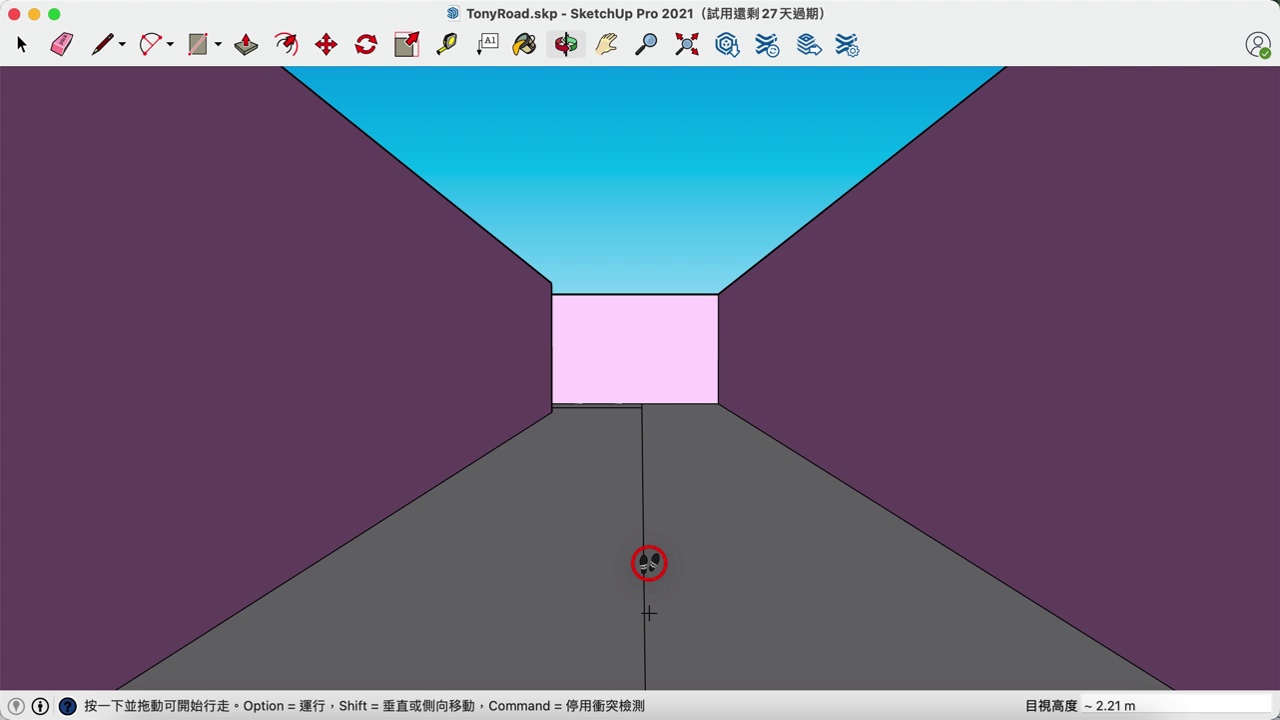 TonyRoad.skp - SketchUp Pro 2021（試用還剩 27 天過期）
A1
按一下並拖動可開始行走。Option = 運行，Shift = 垂直或側向移動，Command = 停用衝突檢測
目視高度 ~ 2.21 m